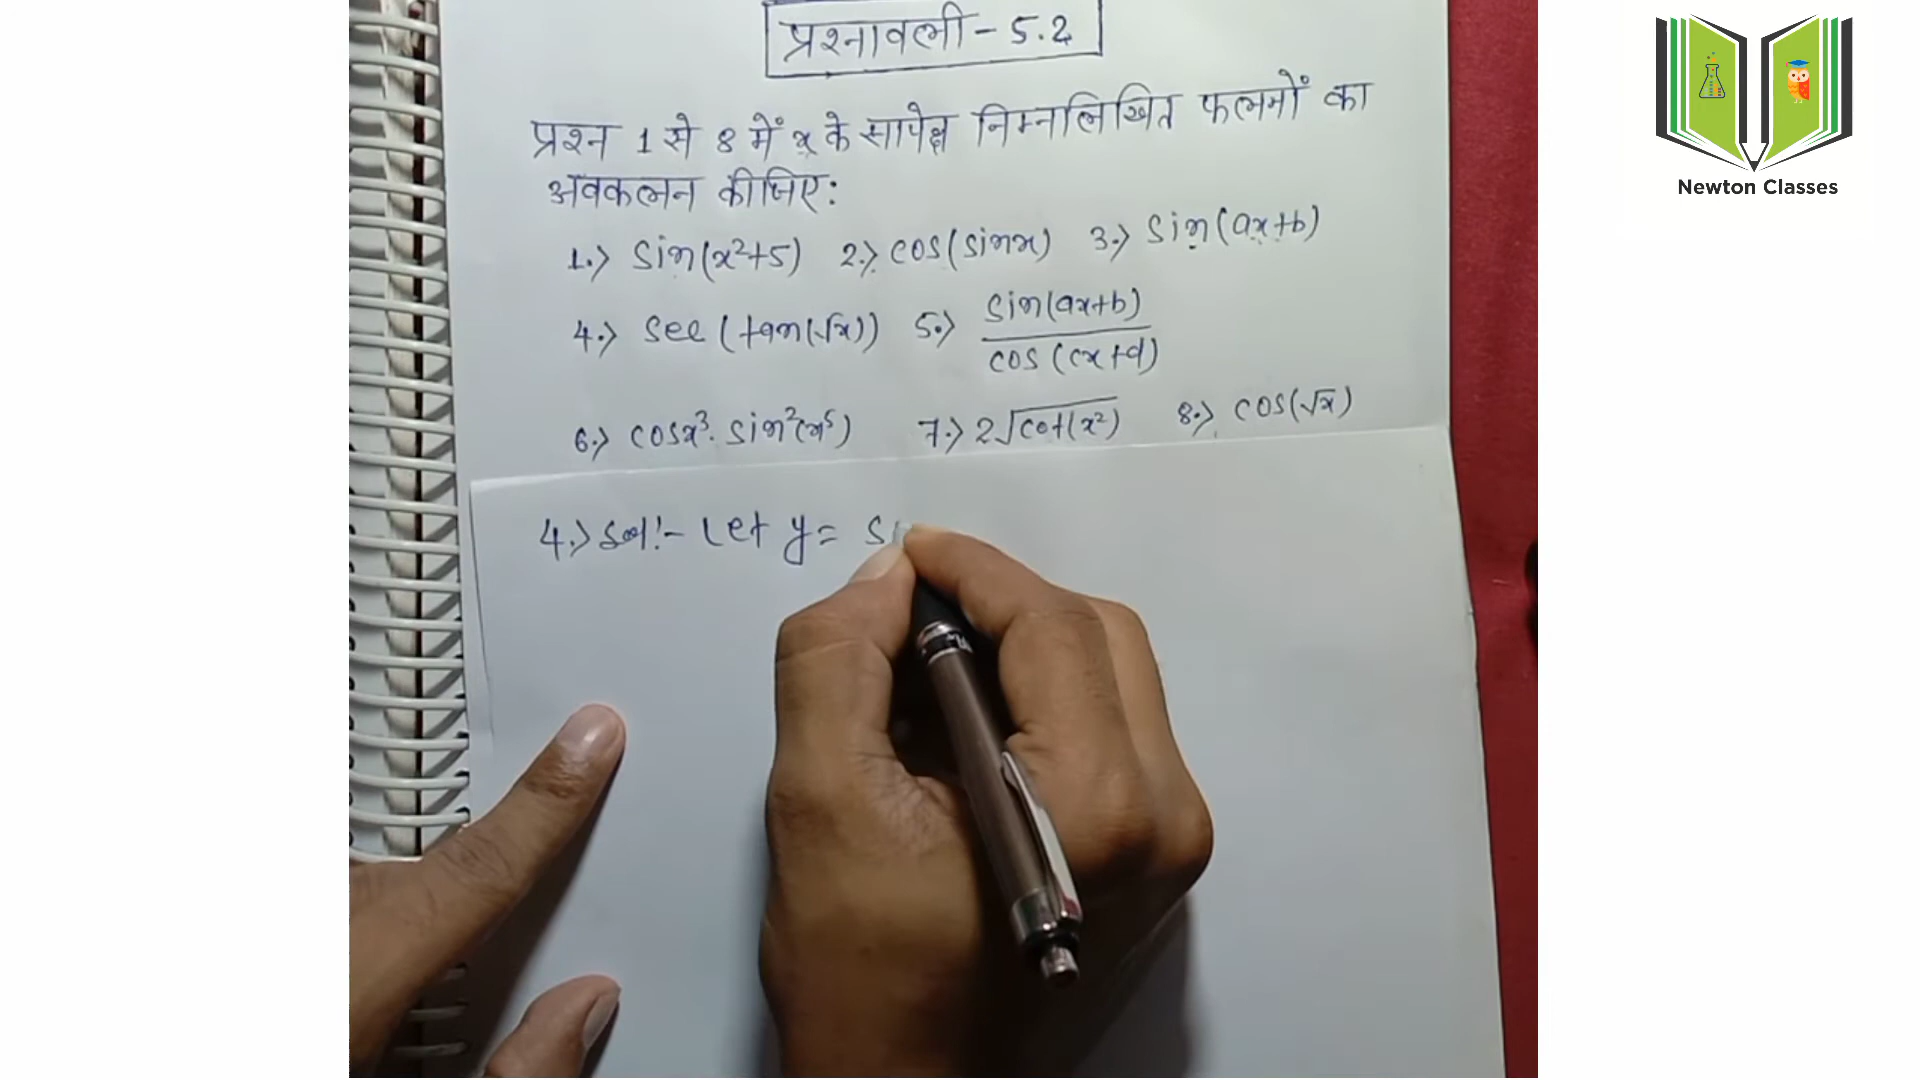 प्रश्नावली - 5.2
प्रश्न 1 से 8 में x के सापेक्ष निम्नलिखित फलनों का
अवकलन कीजिए:
1.> sin(x²+5) 2.> cos(sinx) 3.> sin(ax+b)
4.> sec(tan(√x)) 5.> sin(ax+b)/cos(cx+d)
6.> cosx³. sin²(x⁵) 7.> 2√cot(x²) 8.> cos(√x)
4.> Sol:- Let y = s
Newton Classes